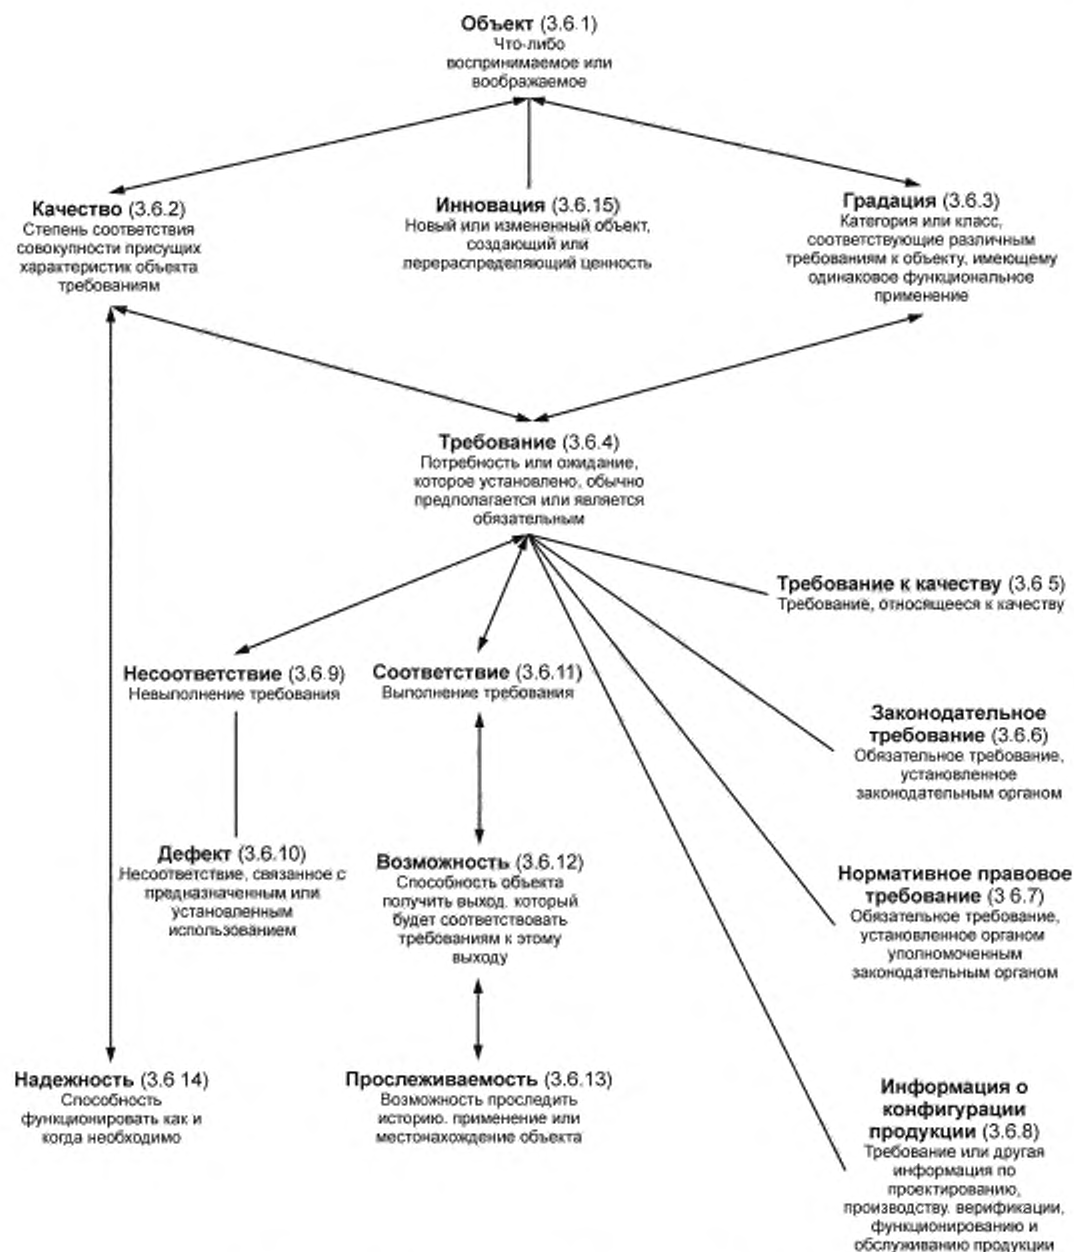 Объект (3.6.1)
Что-либо
воспринимаемое или
воображаемое
Качество (3.6.2)
Степень соответствия
совокупности присущих
характеристик объекта
требованиям
Инновация (3.6.15)
Новый или измененный объект,
создающий или
перераспределяющий ценность
Градация (3.6.3)
Категория или класс,
соответствующие различным
требованиям к объекту, имеющему
одинаковое функциональное
применение
Требование (3.6.4)
Потребность или ожидание,
которое установлено, обычно
предполагается или является
обязательным
Требование к качеству (3.6 5)
Требование, относящееся к качеству
Несоответствие (3.6.9)
Невыполнение требования
Соответствие (3.6.11)
Выполнение требования
Законодательное
требование (3.6.6)
Обязательное требование,
установленное
законодательным органом
Дефект (3.6.10)
Несоответствие, связанное с
предназначенным или
установленным
использованием
Возможность (3.6.12)
Способность объекта
получить выход. который
будет соответствовать
требованиям к этому
выходу
Нормативное правовое
требование (3 6.7)
Обязательное требование,
установленное органом
уполномоченным
законодательным органом
Надежность (3.6 14)
Способность
функционировать как и
когда необходимо
Прослеживаемость (3.6.13)
Возможность проследить
историю. применение или
местонахождение объекта
Информация о
конфигурации
продукции (3.6.8)
Требование или другая
информация по
проектированию,
производству. верификации,
функционированию и
обслуживанию продукции